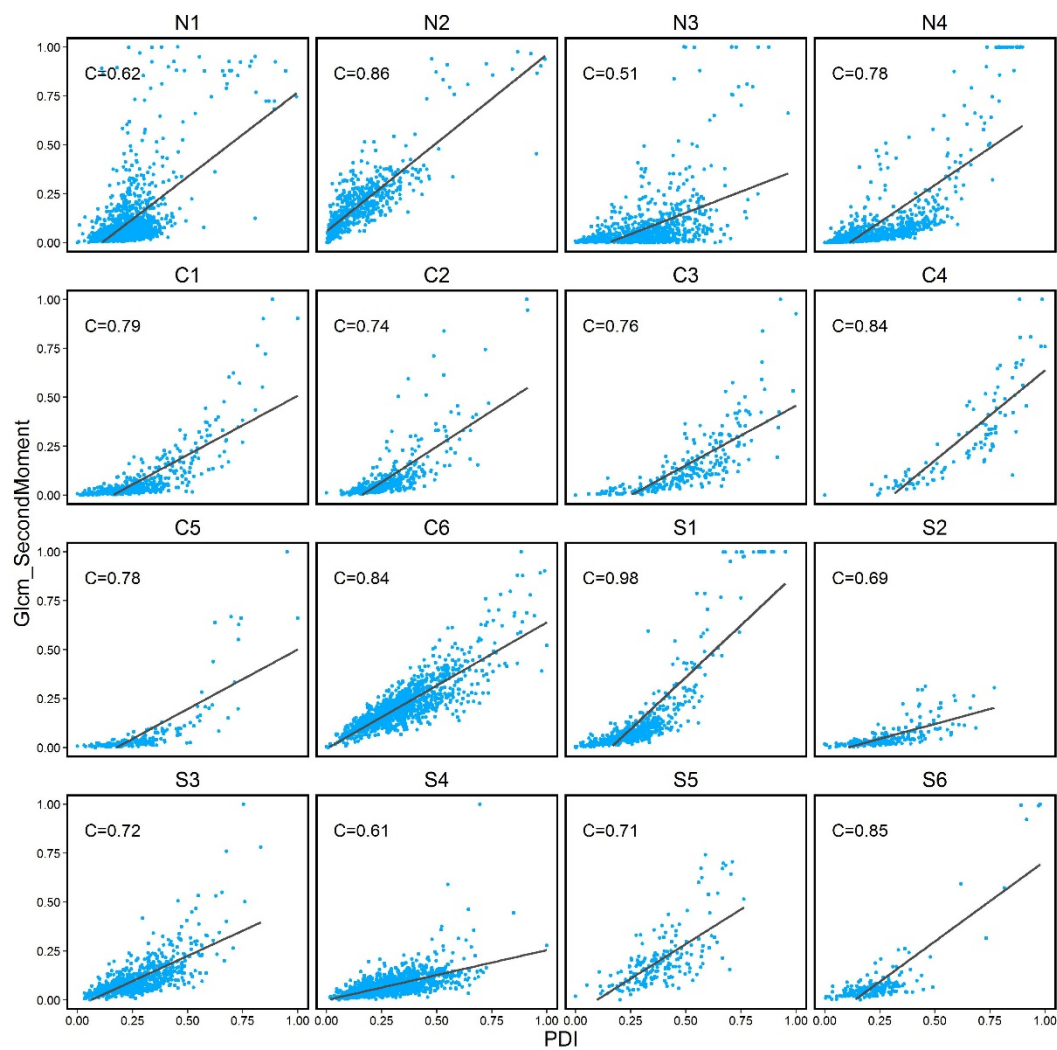 N1 N2 N3 N4
1.00
C=0.62 C=0.86 C=0.51 C=0.78
0.75
0.50
0.25
0.00
C1 C2 C3 C4
1.00
C=0.79 C=0.74 C=0.76 C=0.84
0.75
0.50
0.25
0.00
Glcm_SecondMoment
C5 C6 S1 S2
1.00
C=0.78 C=0.84 C=0.98 C=0.69
0.75
0.50
0.25
0.00
S3 S4 S5 S6
1.00
C=0.72 C=0.61 C=0.71 C=0.85
0.75
0.50
0.25
0.00
0.00 0.25 0.50 0.75 1.00 0.00 0.25 0.50 0.75 1.00 0.00 0.25 0.50 0.75 1.00 0.00 0.25 0.50 0.75 1.00
PDI